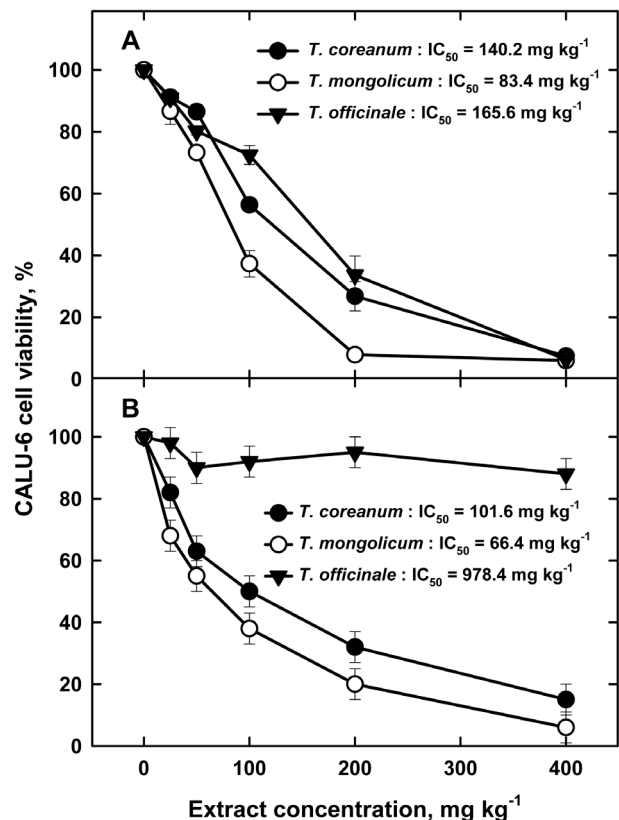 A
T. coreanum : IC₅₀ = 140.2 mg kg⁻¹
T. mongolicum : IC₅₀ = 83.4 mg kg⁻¹
T. officinale : IC₅₀ = 165.6 mg kg⁻¹
100
80
60
40
20
0
B
T. coreanum : IC₅₀ = 101.6 mg kg⁻¹
T. mongolicum : IC₅₀ = 66.4 mg kg⁻¹
T. officinale : IC₅₀ = 978.4 mg kg⁻¹
100
80
60
40
20
0
CALU-6 cell viability, %
0 100 200 300 400
Extract concentration, mg kg⁻¹